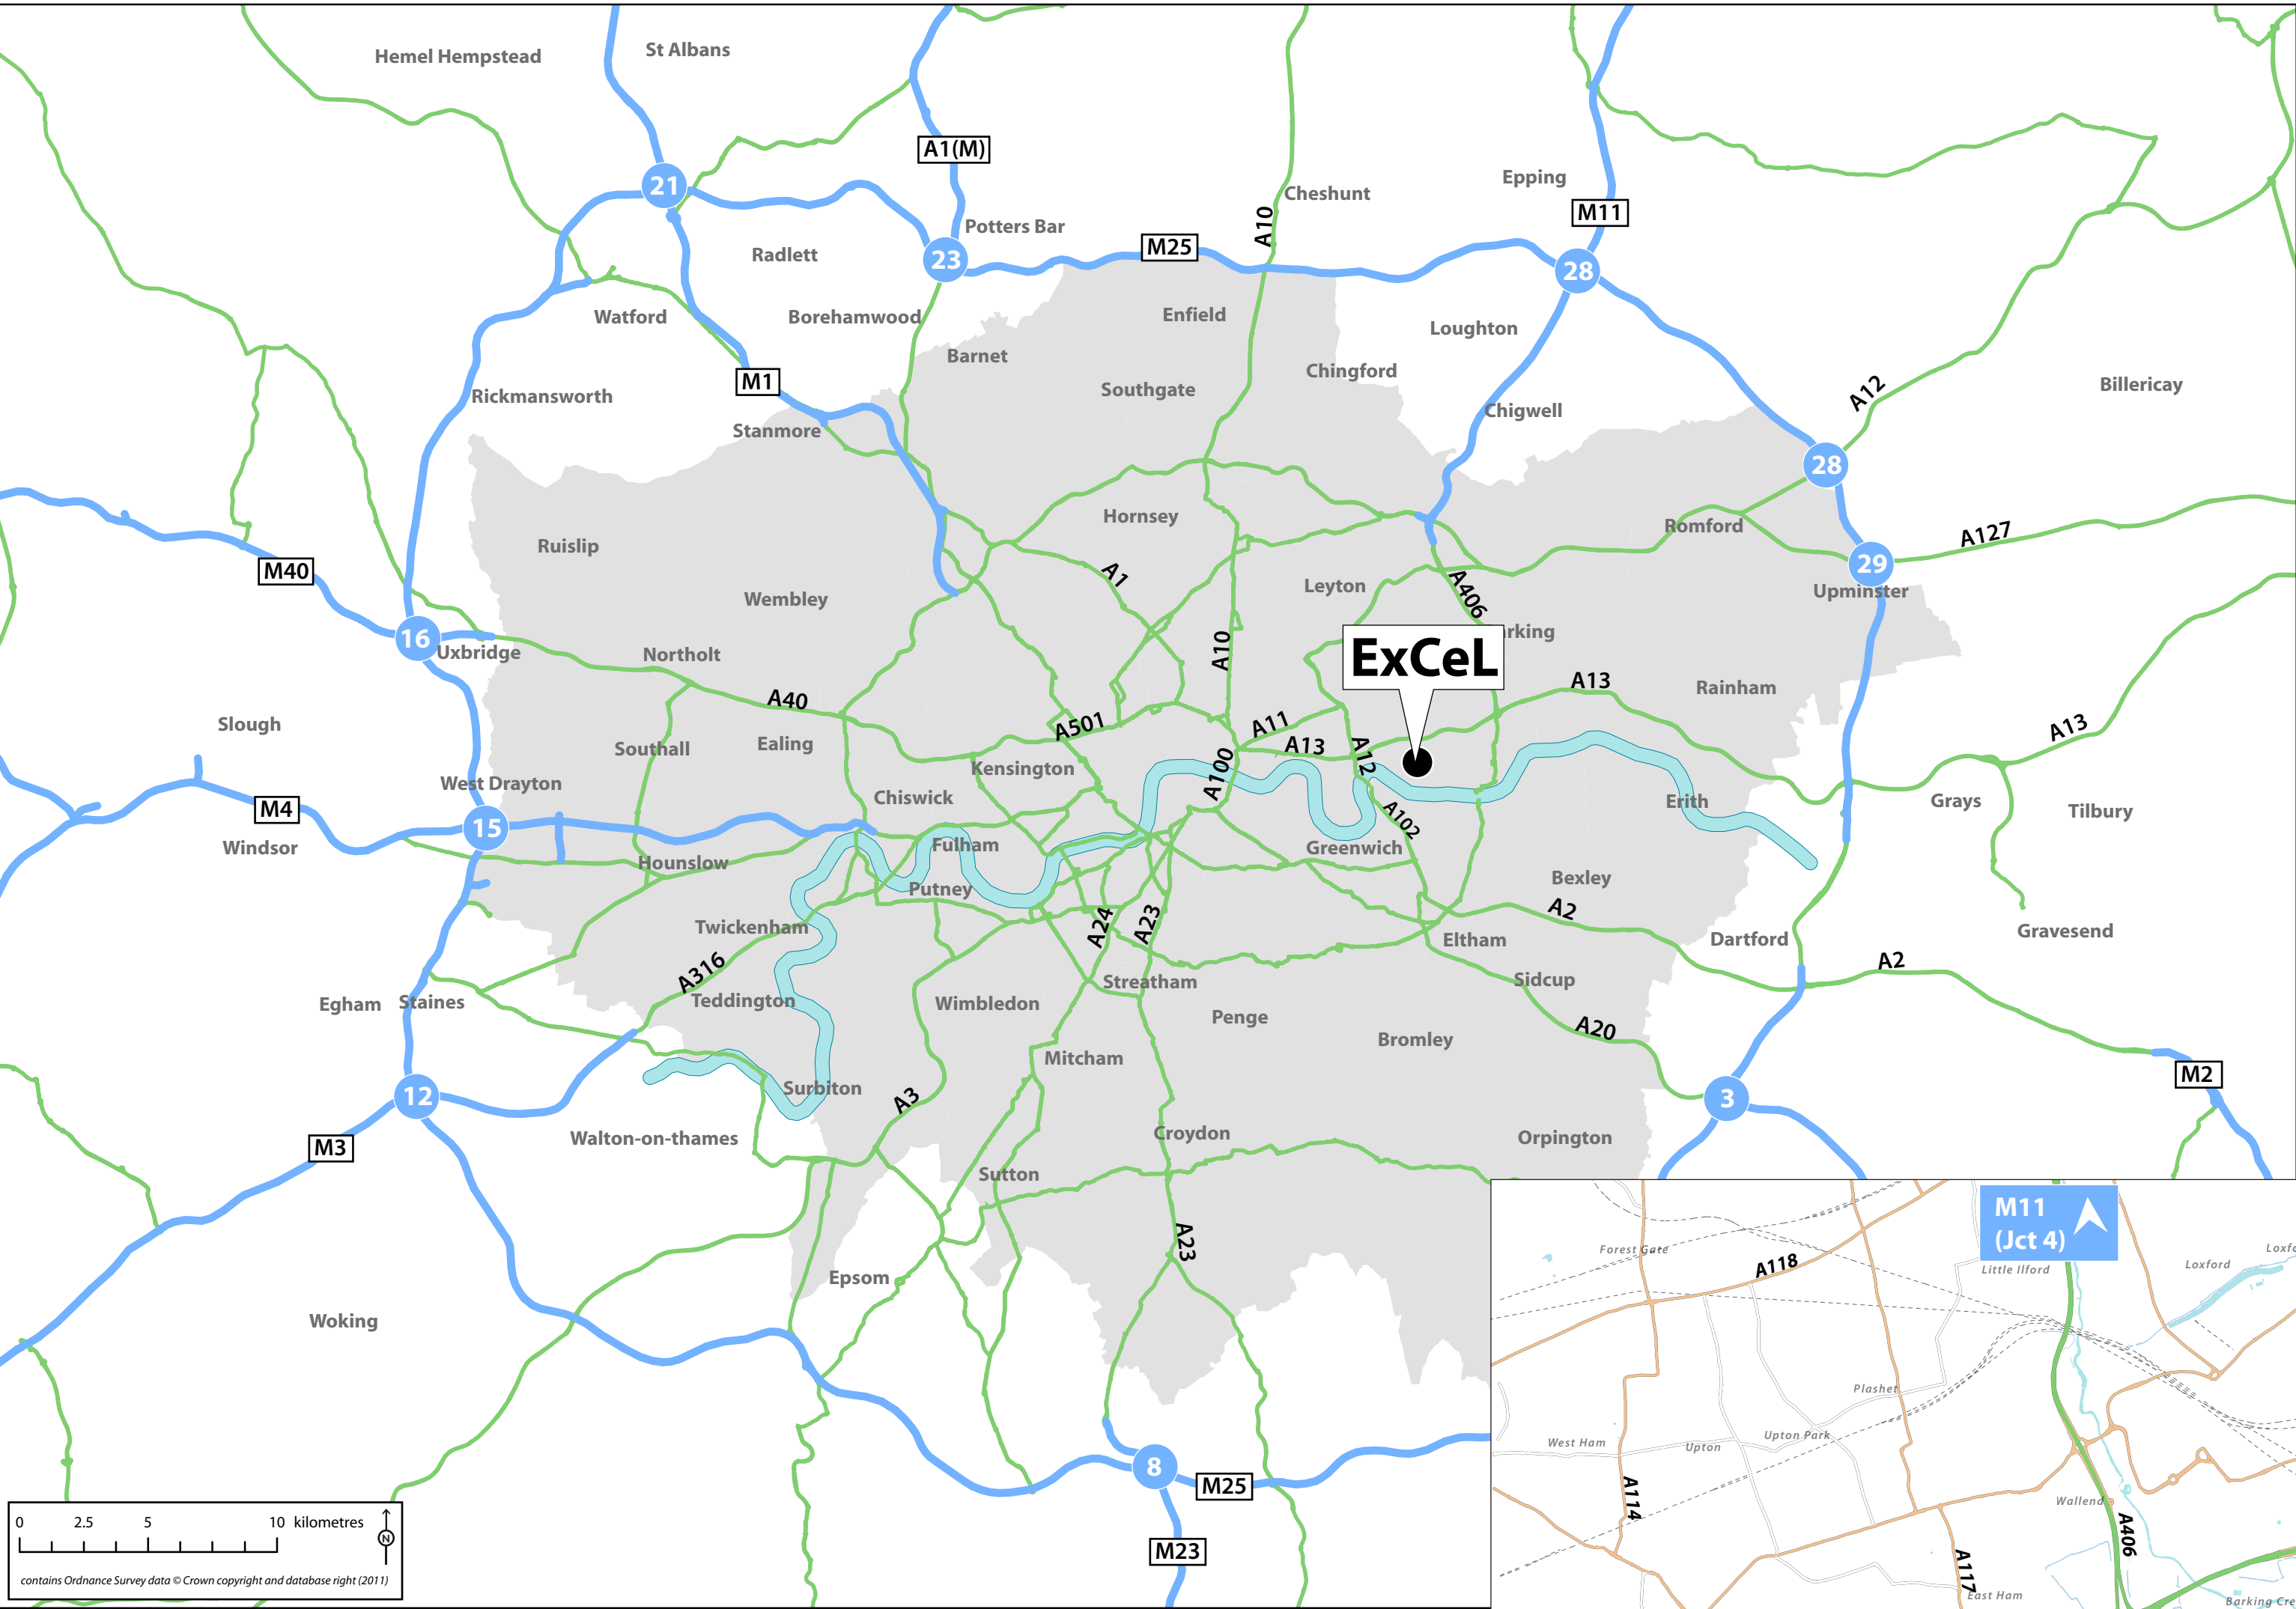 Hemel Hempstead
St Albans
A1(M)
Epping
21
Cheshunt
A10
M11
Potters Bar
M25
Radlett
23
28
Watford
Borehamwood
Enfield
Loughton
Barnet
M1
Southgate
Chingford
Billericay
A12
Rickmansworth
Chigwell
Stanmore
28
Hornsey
Romford
A127
Ruislip
29
M40
A1
Leyton
A406
Upminster
Wembley
16
Uxbridge
Northolt
A10
arking
ExCeL
A13
Rainham
A40
Slough
Southall
Ealing
A501
A11
A13
A12
A13
Kensington
A100
West Drayton
Chiswick
M4
15
A102
Erith
Grays
Tilbury
Windsor
Hounslow
Fulham
Greenwich
Putney
Bexley
A2
Twickenham
A24
A23
Eltham
Dartford
Gravesend
A316
A2
Streatham
Sidcup
Egham
Staines
Teddington
Wimbledon
Penge
A20
Bromley
Mitcham
M2
12
Surbiton
A3
3
M3
Walton-on-thames
Croydon
Orpington
Sutton
A23
Epsom
Woking
8
M25
M23
M11
(Jct 4)
Forest Gate
A118
Little Ilford
Loxford
Loxfo
Plashet
West Ham
Upton
Upton Park
A114
Wallend
A406
A117
East Ham
Barking Cre
0 2.5 5 10 kilometres
N
contains Ordnance Survey data © Crown copyright and database right (2011)